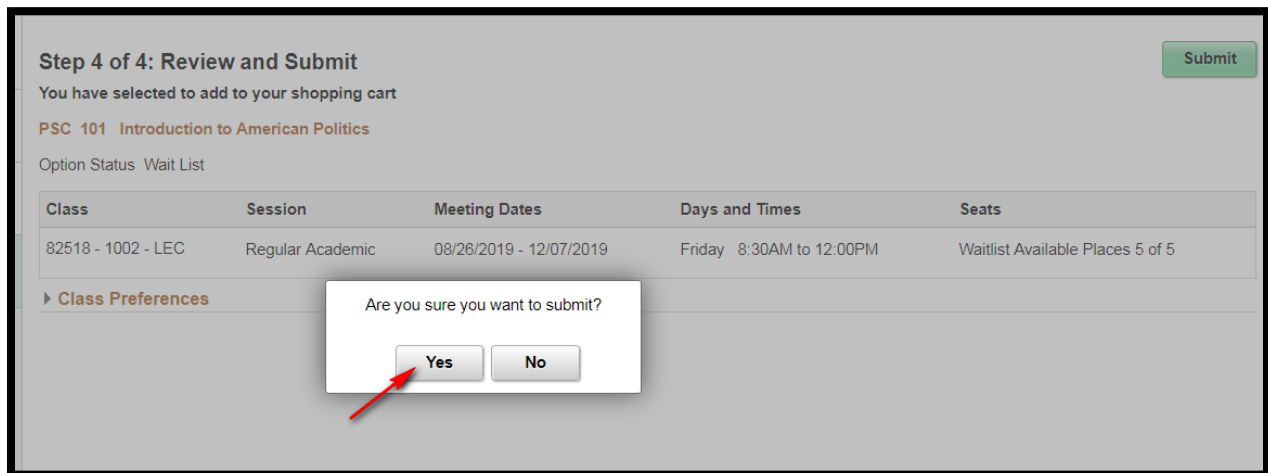 Step 4 of 4: Review and Submit
Submit
You have selected to add to your shopping cart
PSC 101 Introduction to American Politics
Option Status Wait List
Class Session Meeting Dates Days and Times Seats
82518 - 1002 - LEC Regular Academic 08/26/2019 - 12/07/2019 Friday 8:30AM to 12:00PM Waitlist Available Places 5 of 5
Class Preferences
Are you sure you want to submit?
Yes No